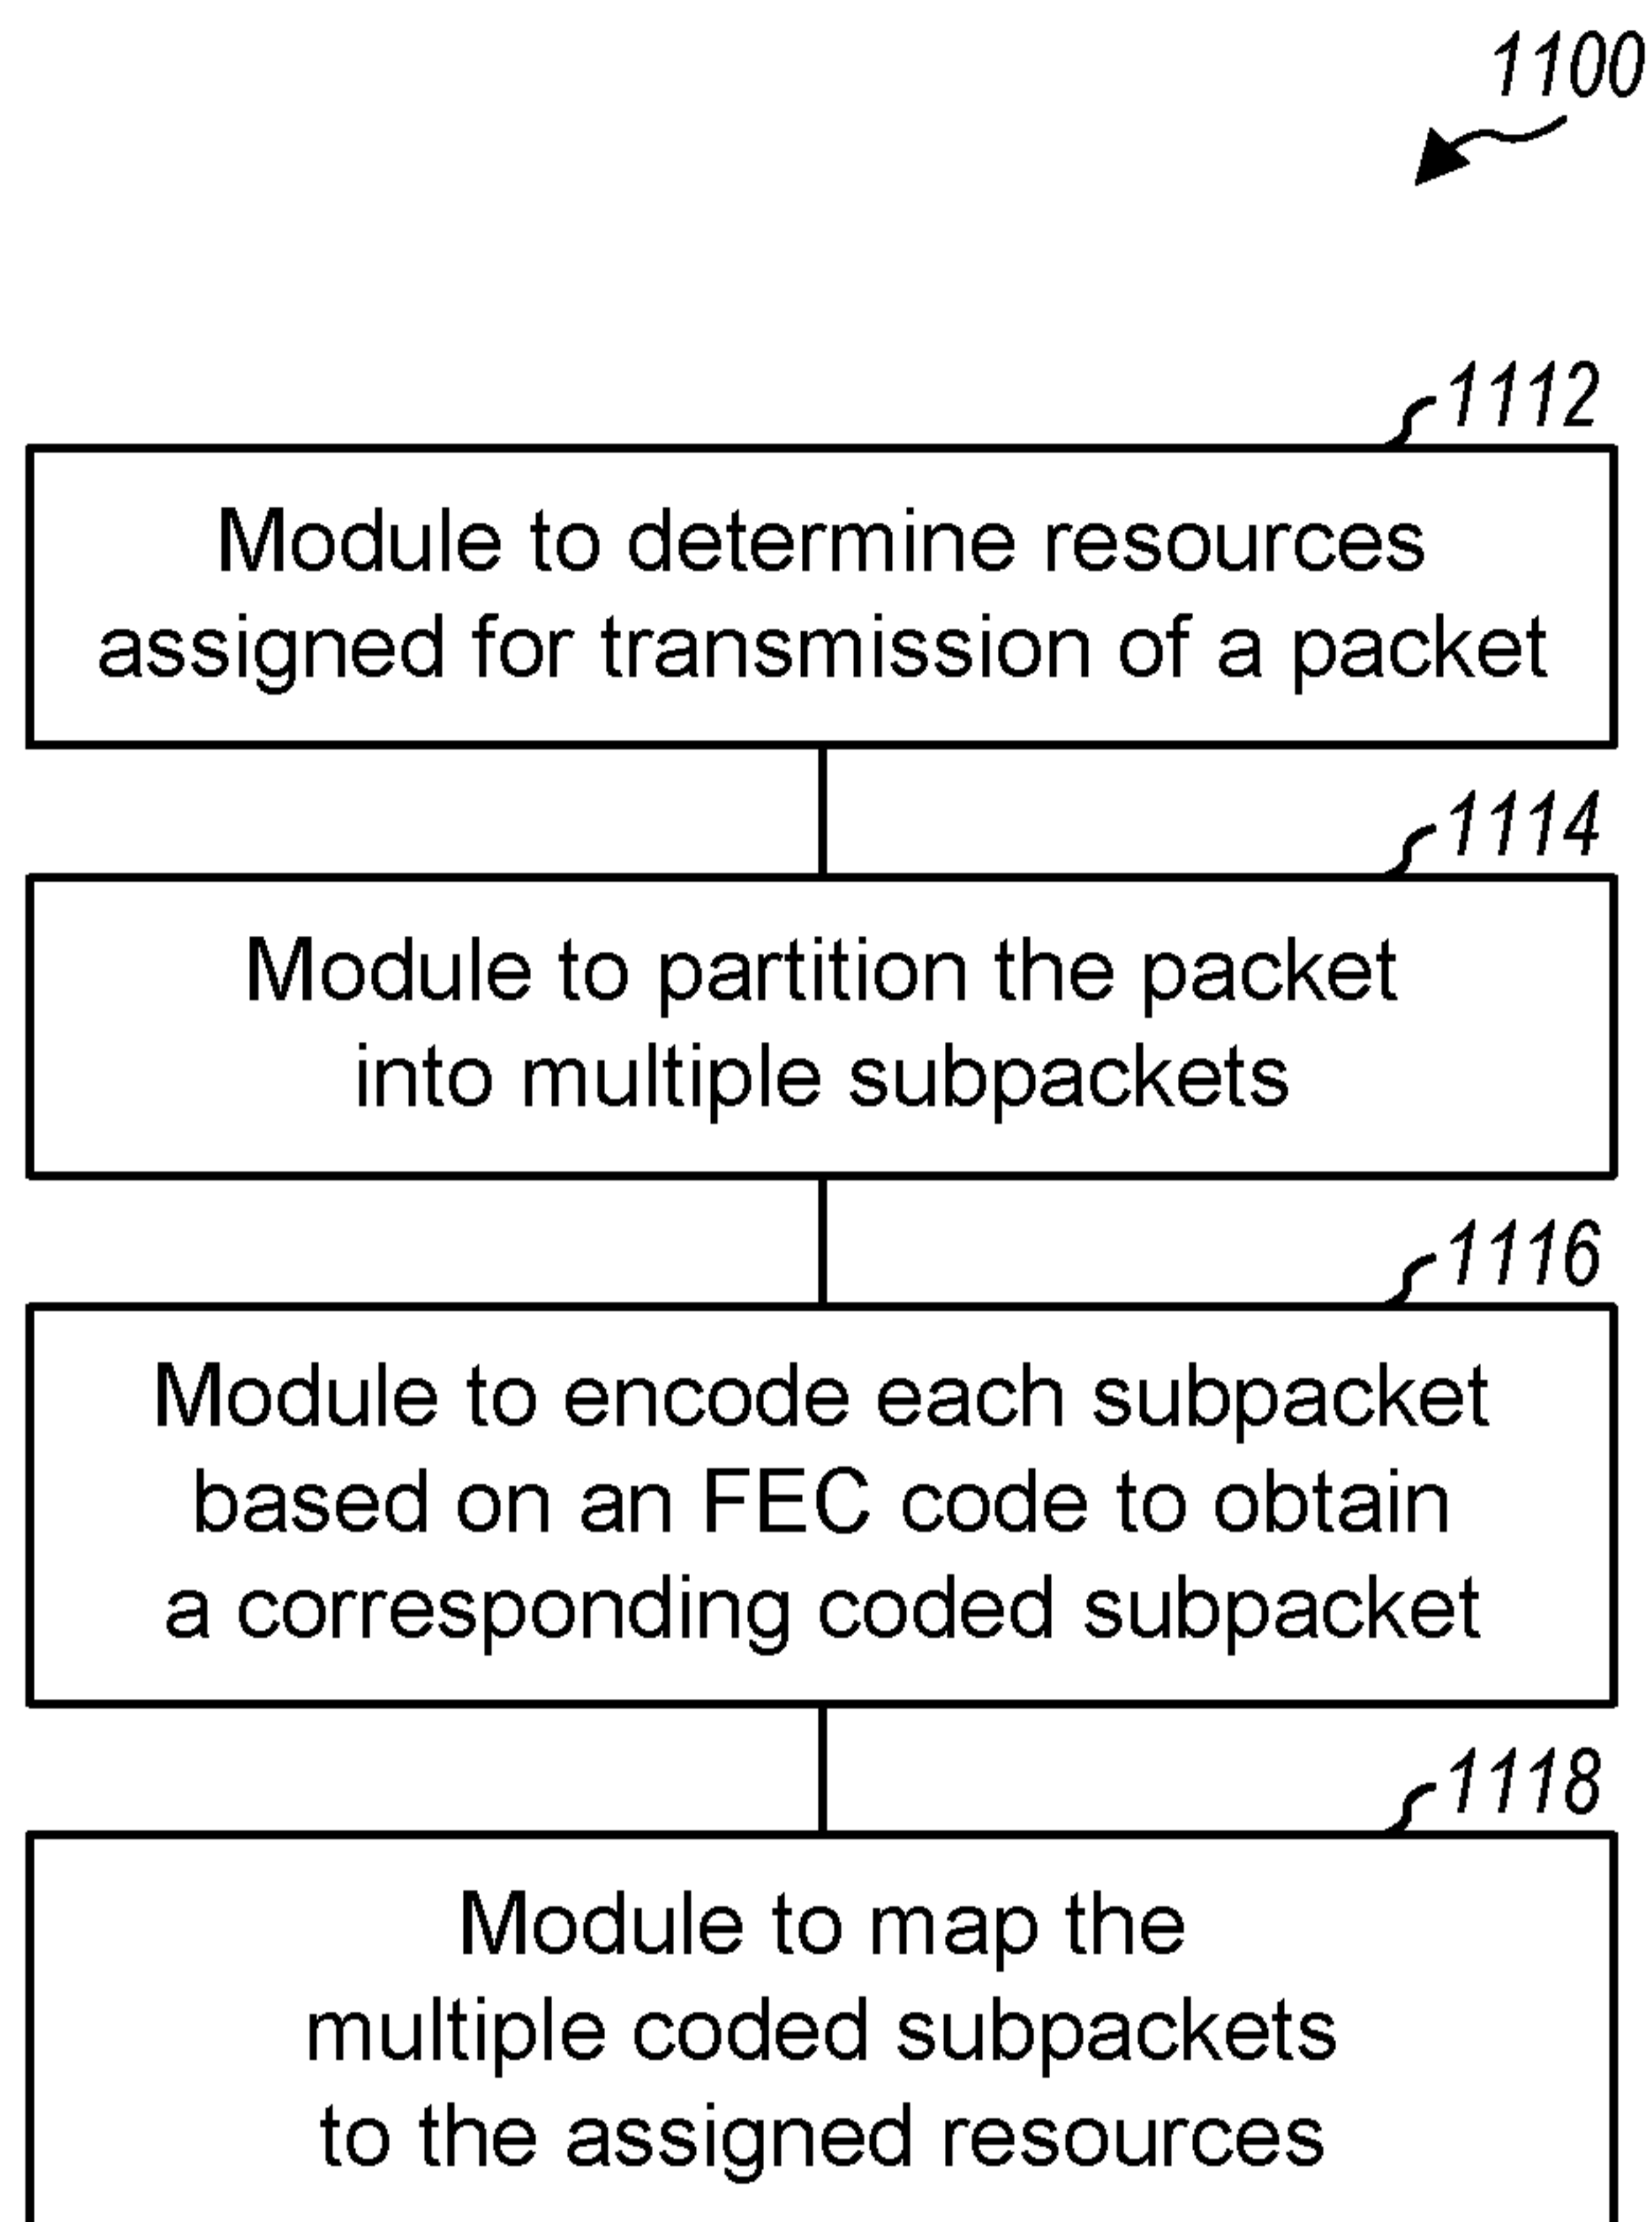 1100
1112
Module to determine resources
assigned for transmission of a packet
1114
Module to partition the packet
into multiple subpackets
1116
Module to encode each subpacket
based on an FEC code to obtain
a corresponding coded subpacket
1118
Module to map the
multiple coded subpackets
to the assigned resources